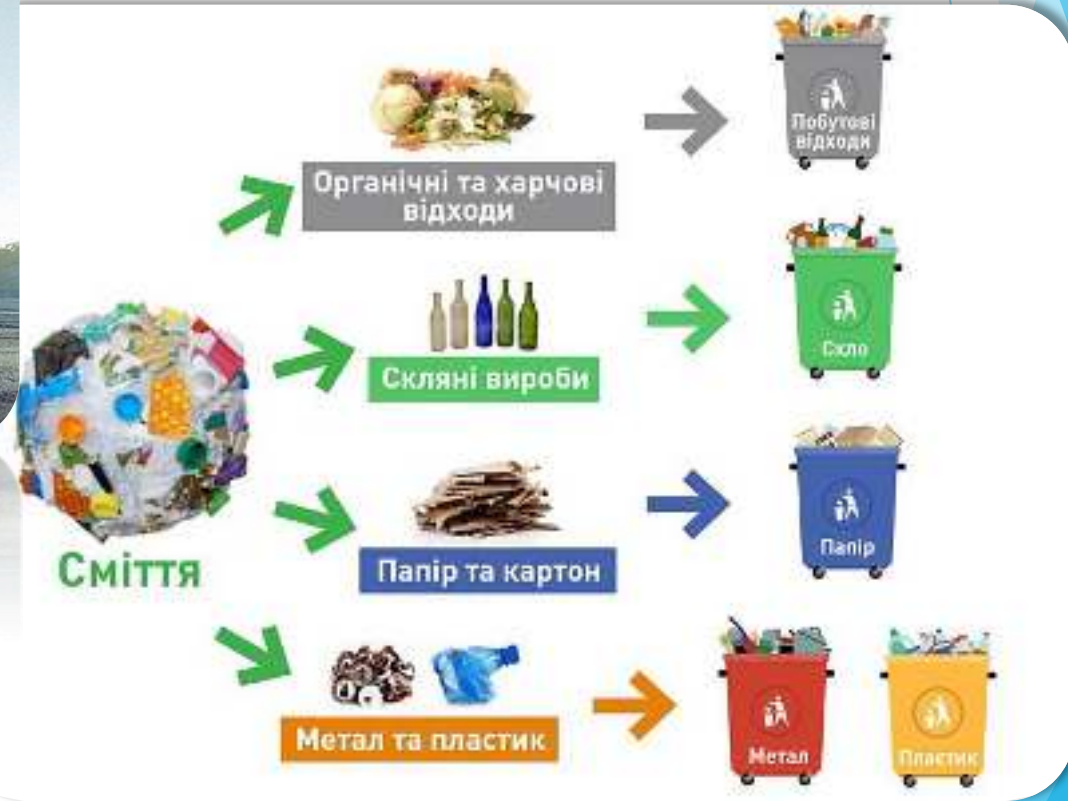 Органічні та харчові
відходи
Побутові
відходи
Скляні вироби
Скло
Сміття
Папір та картон
Папір
Метал та пластик
Метал
Пластик